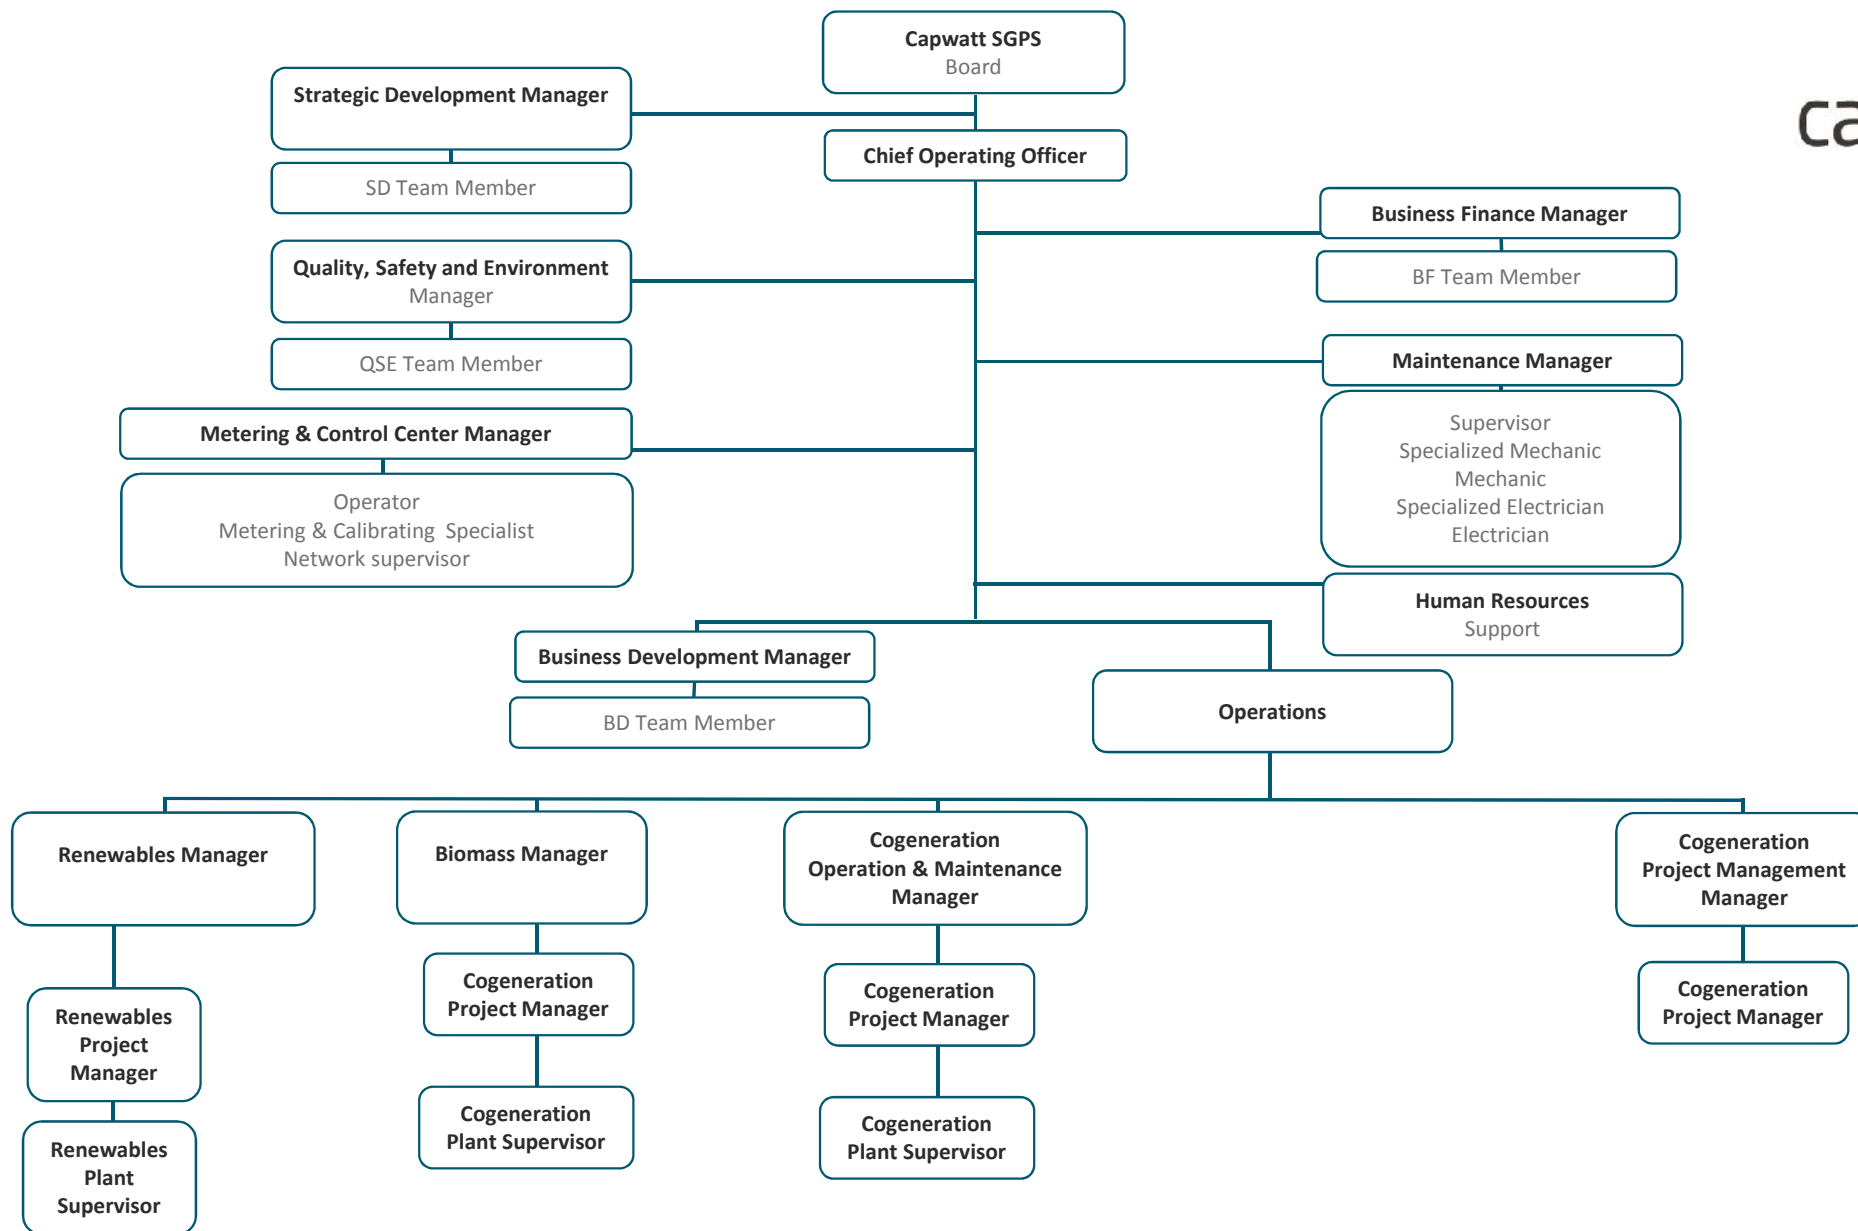 Capwatt SGPS
Board
Strategic Development Manager
ca
Chief Operating Officer
SD Team Member
Business Finance Manager
Quality, Safety and Environment
Manager
BF Team Member
QSE Team Member
Maintenance Manager
Metering & Control Center Manager
Supervisor
Specialized Mechanic
Mechanic
Specialized Electrician
Electrician
Operator
Metering & Calibrating Specialist
Network supervisor
Human Resources
Support
Business Development Manager
BD Team Member
Operations
Renewables Manager
Biomass Manager
Cogeneration
Operation & Maintenance
Manager
Cogeneration
Project Management
Manager
Cogeneration
Project Manager
Cogeneration
Project Manager
Cogeneration
Project Manager
Renewables
Project
Manager
Cogeneration
Plant Supervisor
Cogeneration
Plant Supervisor
Renewables
Plant
Supervisor